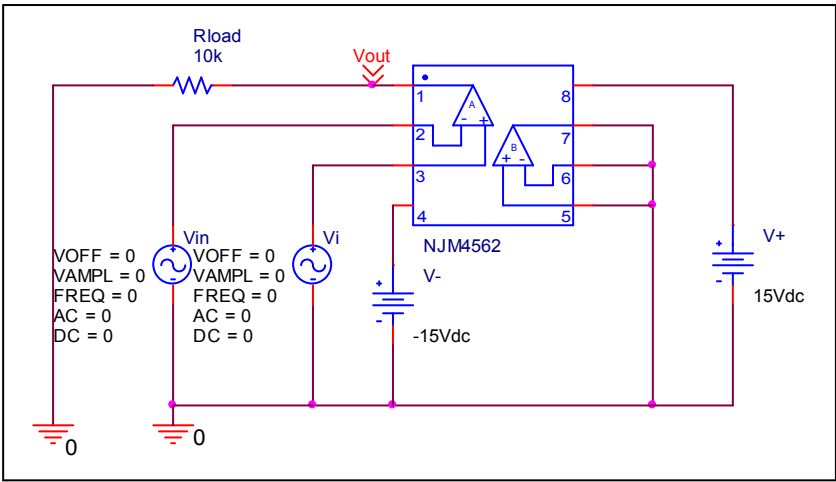 Rload
10k
Vout
1
2
3
4
A
-
+
B
+
-
8
7
6
5
NJM4562
Vin
VOFF = 0
VAMPL = 0
FREQ = 0
AC = 0
DC = 0
+
-
Vi
VOFF = 0
VAMPL = 0
FREQ = 0
AC = 0
DC = 0
+
-
V-
+
-
-15Vdc
V+
+
-
15Vdc
0
0